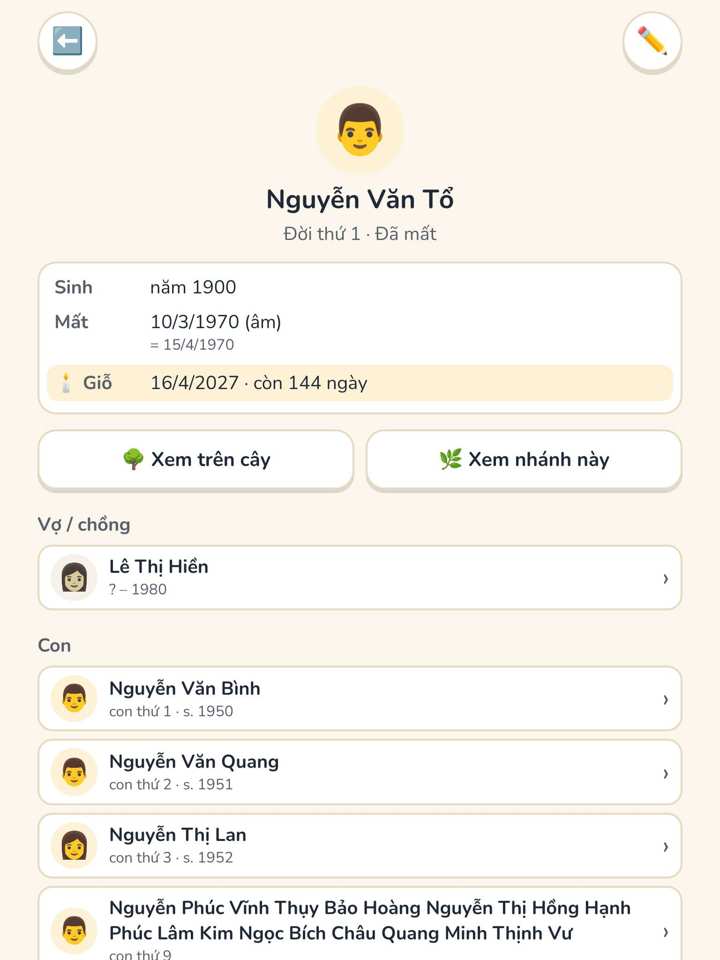 Nguyễn Văn Tổ
Đời thứ 1 · Đã mất
Sinh năm 1900
Mất 10/3/1970 (âm)
= 15/4/1970
Giỗ 16/4/2027 · còn 144 ngày
Xem trên cây
Xem nhánh này
Vợ / chồng
Lê Thị Hiền
? – 1980
Con
Nguyễn Văn Bình
con thứ 1 · s. 1950
Nguyễn Văn Quang
con thứ 2 · s. 1951
Nguyễn Thị Lan
con thứ 3 · s. 1952
Nguyễn Phúc Vĩnh Thụy Bảo Hoàng Nguyễn Thị Hồng Hạnh
Phúc Lâm Kim Ngọc Bích Châu Quang Minh Thịnh Vư
con thứ 9